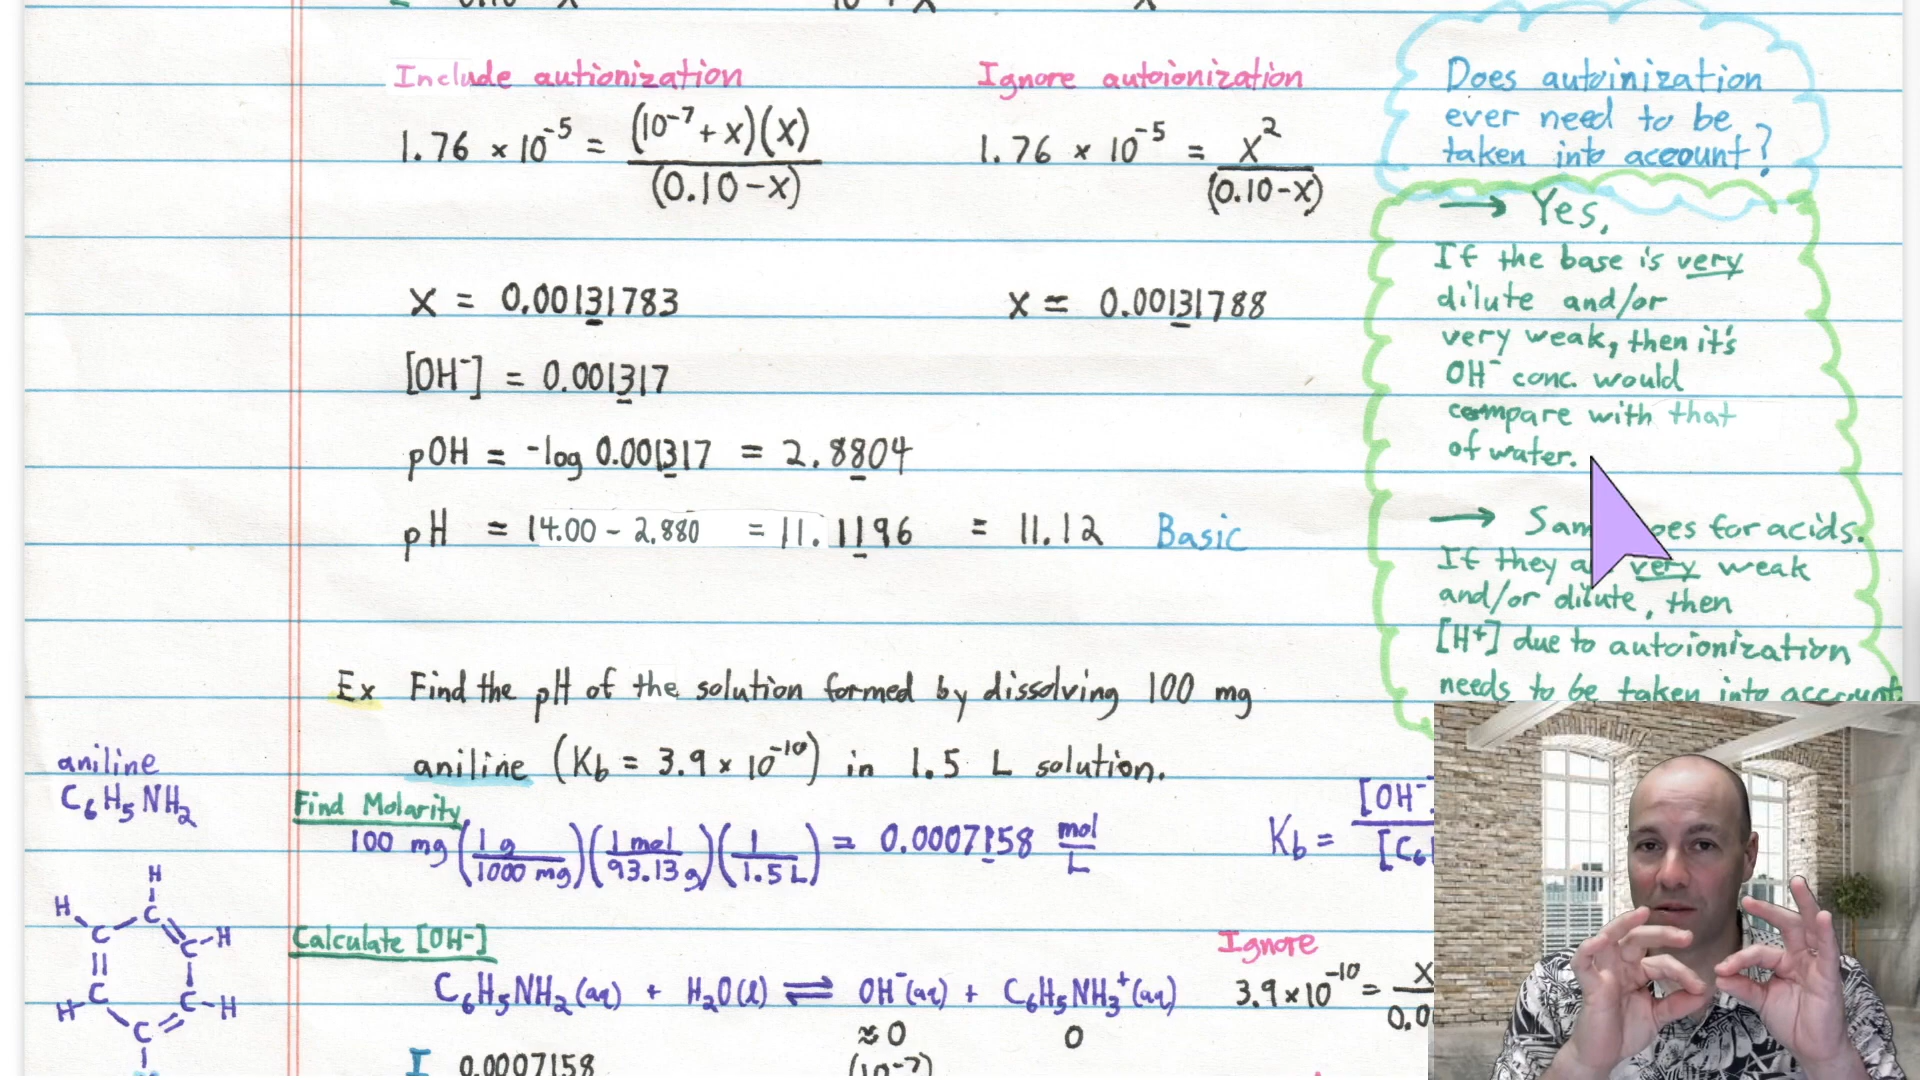 Include autionization
Ignore autoionization
1.76 × 10⁻⁵ = (10⁻⁷ + x)(x) / (0.10 - x)
1.76 × 10⁻⁵ = x² / (0.10 - x)
x = 0.00131783
x = 0.00131788
[OH⁻] = 0.001317
pOH = -log 0.001317 = 2.8804
pH = 14.00 - 2.880 = 11.1196 = 11.12 Basic
Does autoinization
ever need to be
taken into account?
→ Yes,
If the base is very
dilute and/or
very weak, then it's
OH⁻ conc. would
compare with that
of water.
→ for acids.
If they very weak
and/or dilute, then
[H⁺] due to autoionization
needs to be taken into account
Ex Find the pH of the solution formed by dissolving 100 mg
aniline (Kb = 3.9 × 10⁻¹⁰) in 1.5 L solution.
aniline
C₆H₅NH₂
Find Molarity
100 mg (1 g / 1000 mg)(1 mol / 93.13 g)(1 / 1.5 L) = 0.0007158 mol / L
Kb = [OH⁻ / [C₆
H
H C C H
C C
H C H
C
Calculate [OH-]
Ignore
C₆H₅NH₂(aq) + H₂O(l) ⇌ OH⁻(aq) + C₆H₅NH₃⁺(aq)
3.9×10⁻¹⁰ = x / 0.0
≈0 0
I 0.0007158 (10⁻⁷)